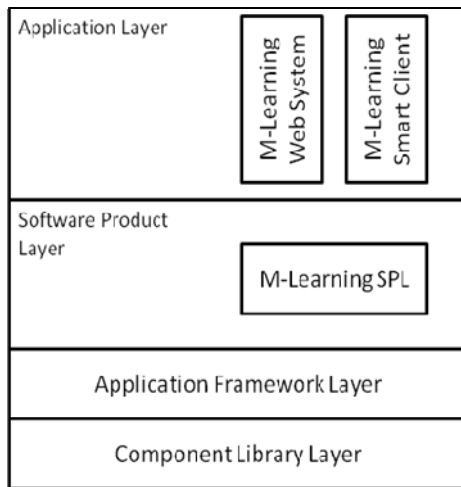 Application Layer
M-Learning
Web System
M-Learning
Smart Client
Software Product
Layer
M-Learning SPL
Application Framework Layer
Component Library Layer